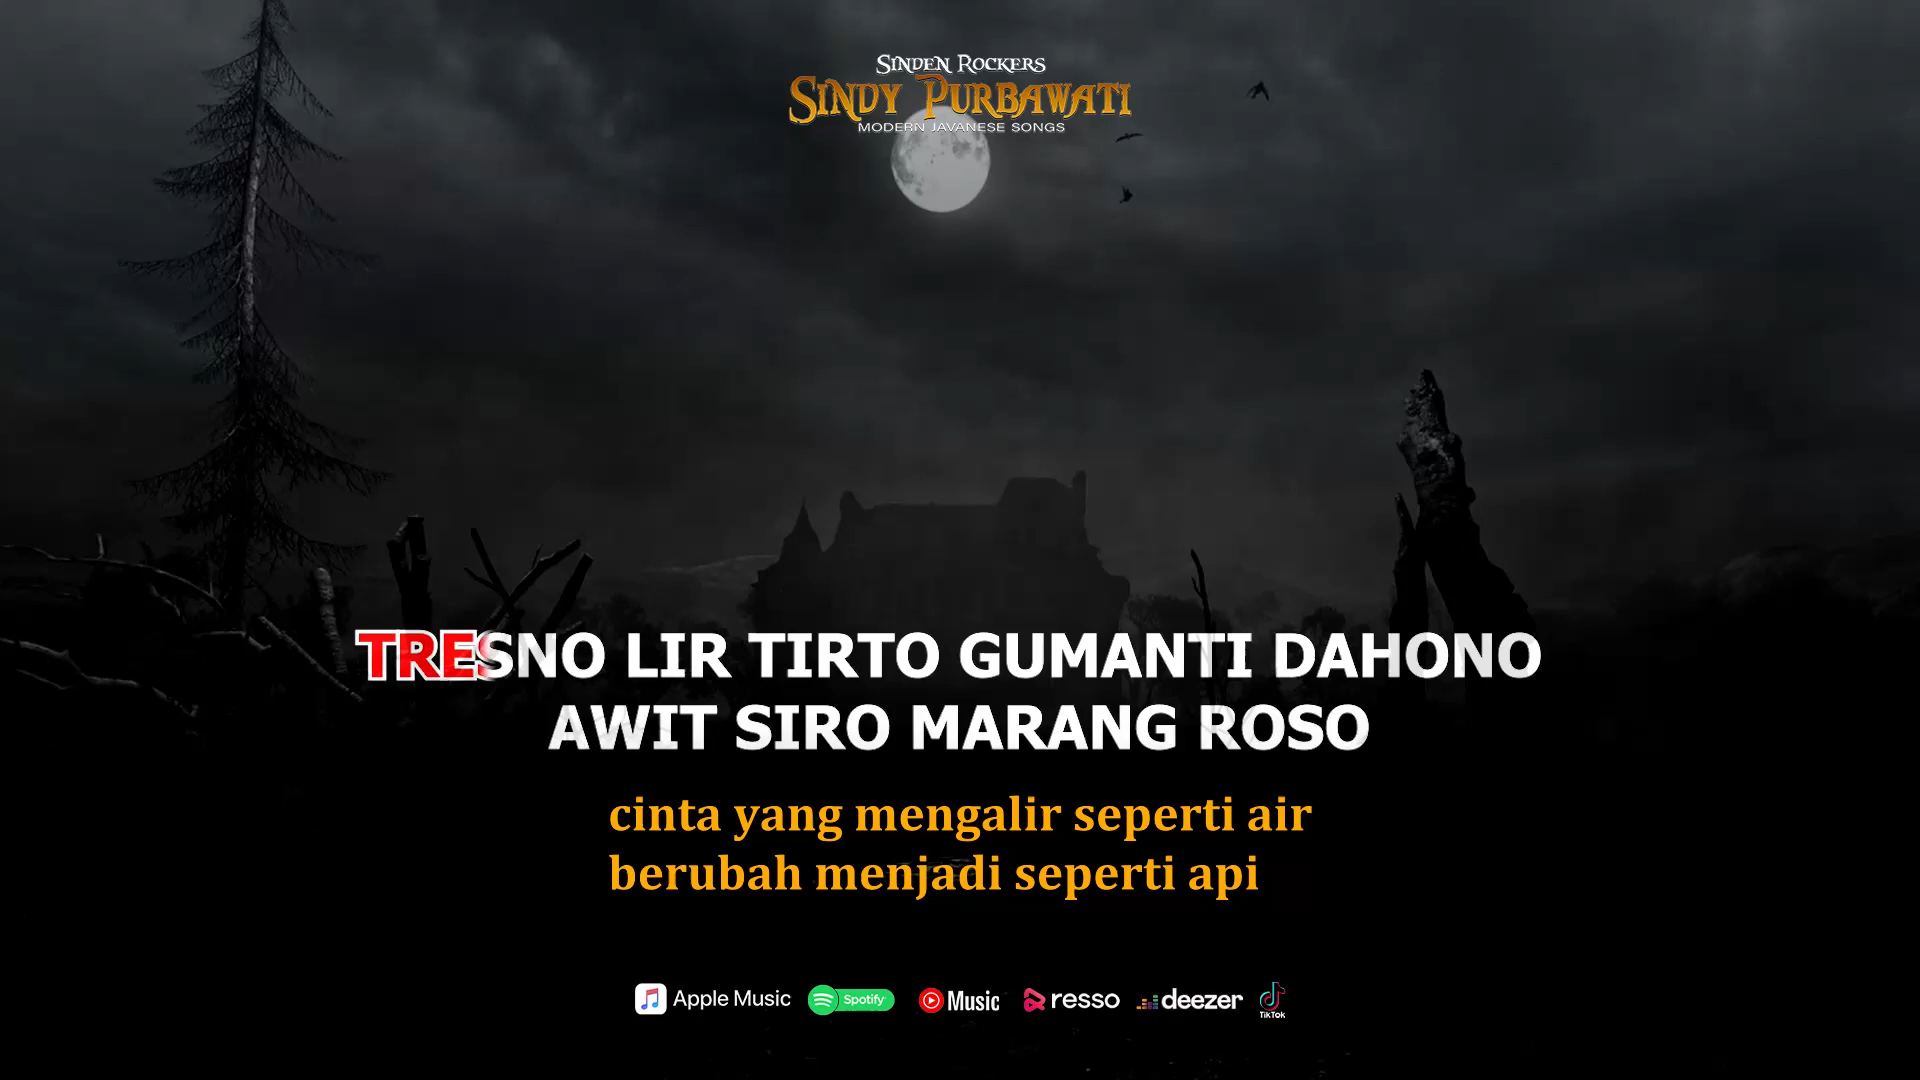 SINDEN ROCKERS
SINDY PURBAWATI
MODERN JAVANESE SONGS
TRESNO LIR TIRTO GUMANTI DAHONO
AWIT SIRO MARANG ROSO
cinta yang mengalir seperti air
berubah menjadi seperti api
Apple Music Spotify Music resso deezer TikTok